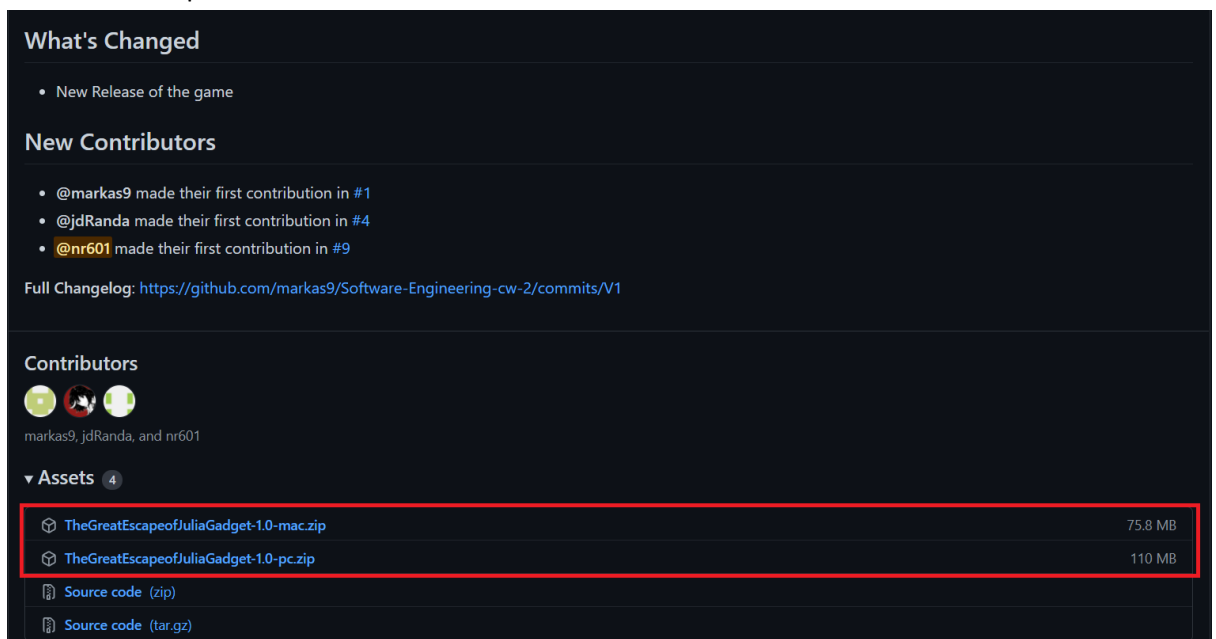 What's Changed
New Release of the game
New Contributors
@markas9 made their first contribution in #1
@jdRanda made their first contribution in #4
@nr601 made their first contribution in #9
Full Changelog: https://github.com/markas9/Software-Engineering-cw-2/commits/V1
Contributors
markas9, jdRanda, and nr601
Assets 4
TheGreatEscapeofJuliaGadget-1.0-mac.zip 75.8 MB
TheGreatEscapeofJuliaGadget-1.0-pc.zip 110 MB
Source code (zip)
Source code (tar.gz)